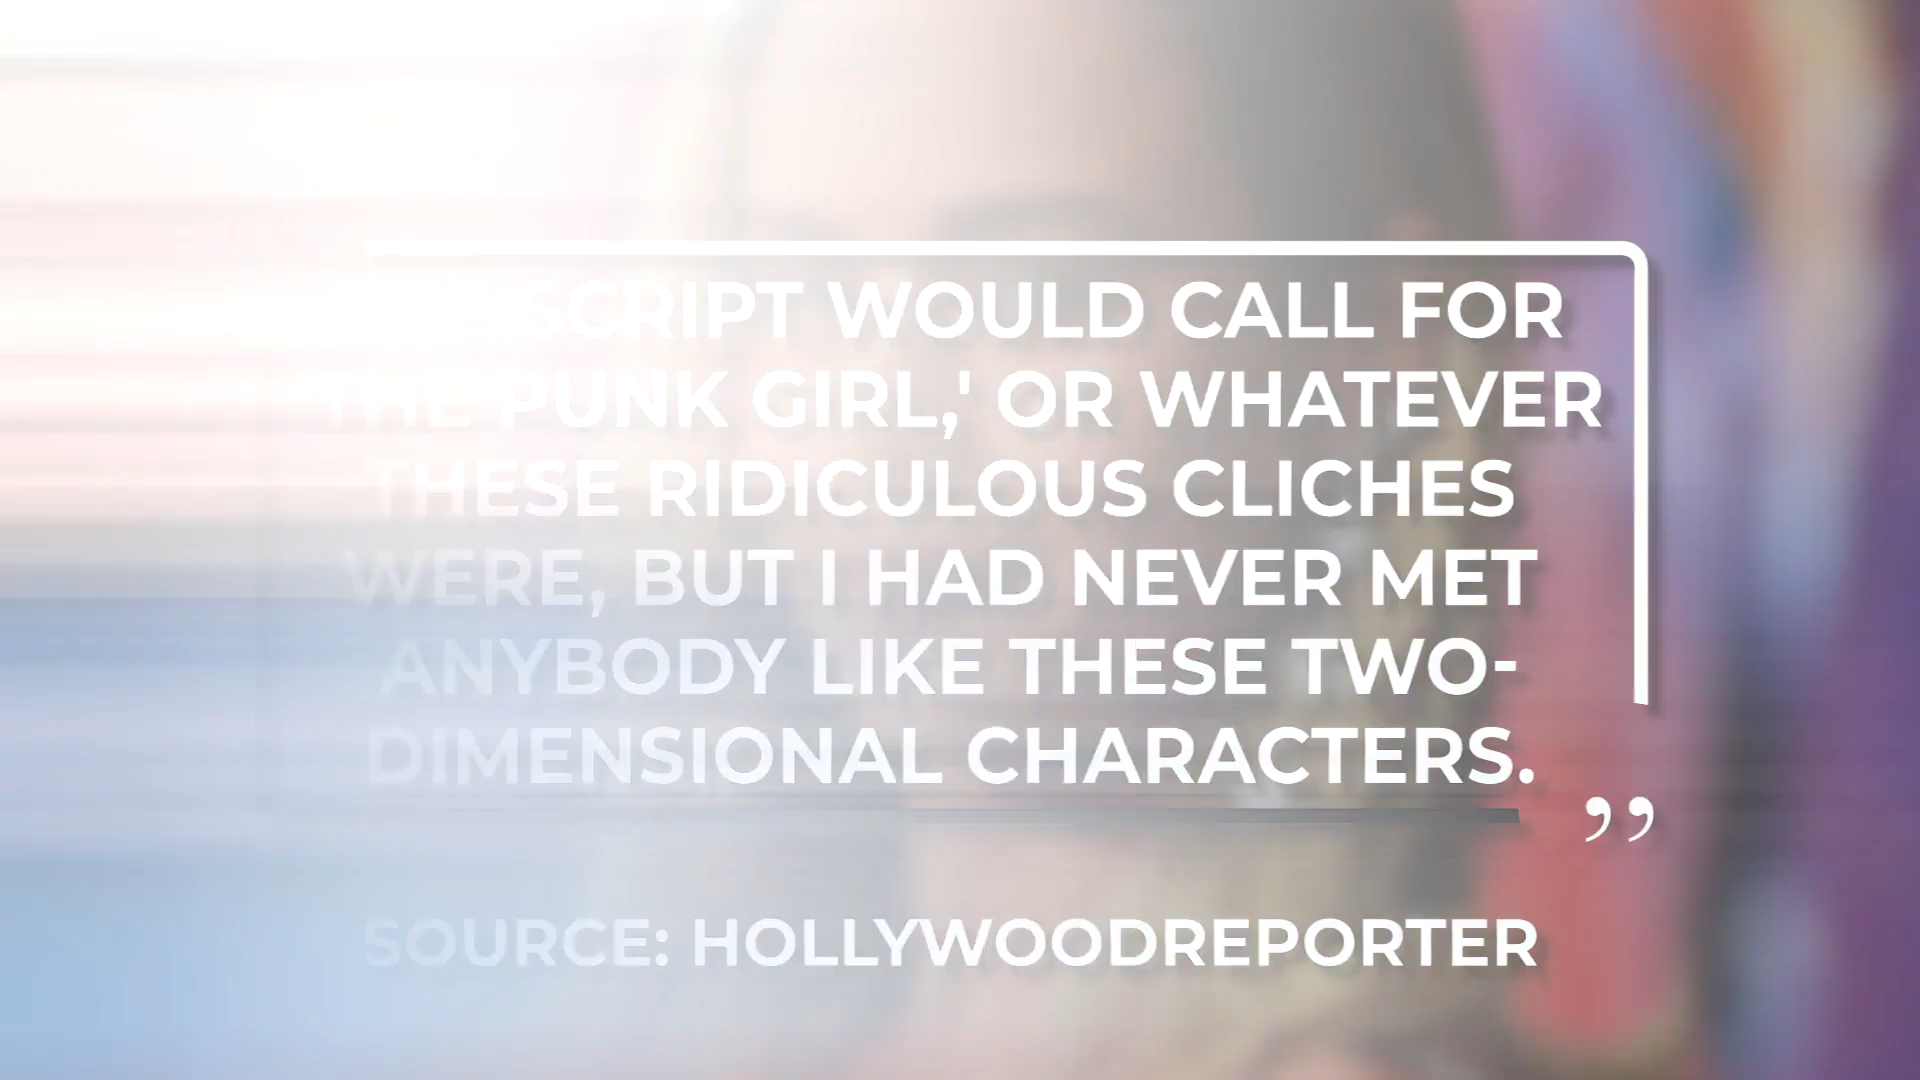 SCRIPT WOULD CALL FOR
THE 'PUNK GIRL,' OR WHATEVER
THESE RIDICULOUS CLICHES
WERE, BUT I HAD NEVER MET
ANYBODY LIKE THESE TWO-
DIMENSIONAL CHARACTERS.
”
SOURCE: HOLLYWOODREPORTER